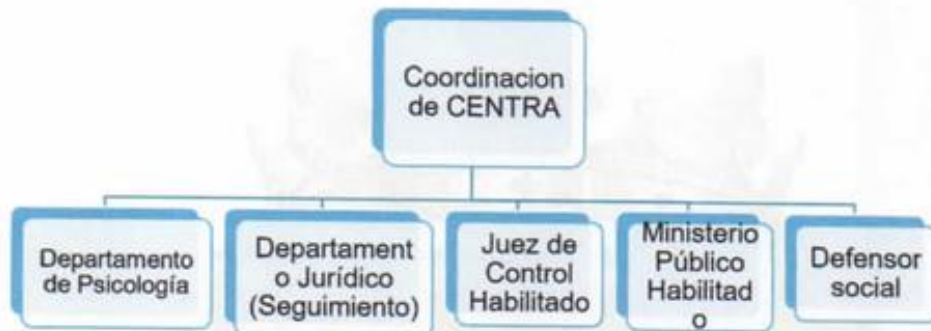 Coordinacion
de CENTRA
Departamento
de Psicología
Departament
o Jurídico
(Seguimiento)
Juez de
Control
Habilitado
Ministerio
Público
Habilitad
o
Defensor
social